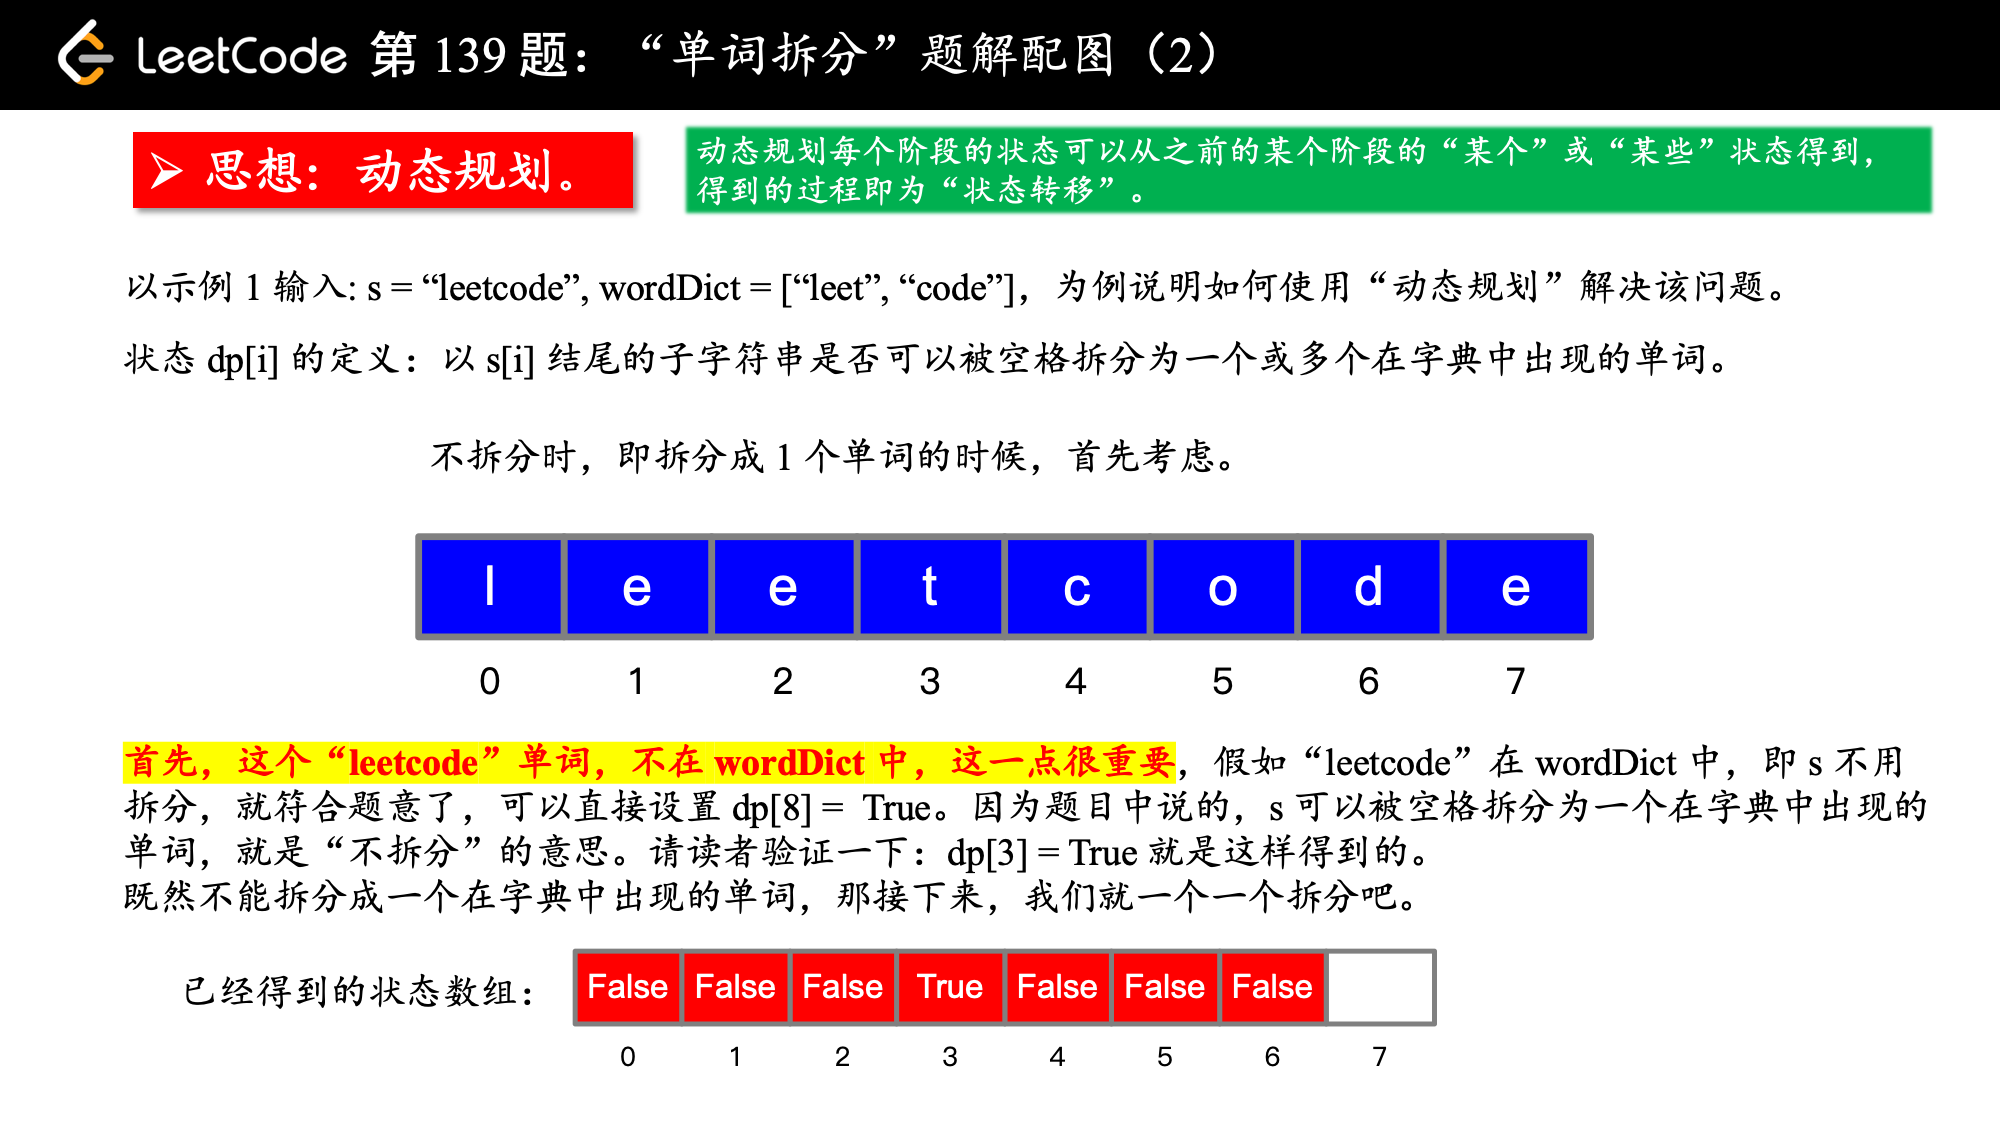 LeetCode 第 139 题：“单词拆分”题解配图（2）
➢ 思想：动态规划。
动态规划每个阶段的状态可以从之前的某个阶段的“某个”或“某些”状态得到，
得到的过程即为“状态转移”。
以示例 1 输入: s = “leetcode”, wordDict = [“leet”, “code”]，为例说明如何使用“动态规划”解决该问题。
状态 dp[i] 的定义：以 s[i] 结尾的子字符串是否可以被空格拆分为一个或多个在字典中出现的单词。
不拆分时，即拆分成 1 个单词的时候，首先考虑。
l e e t c o d e
0 1 2 3 4 5 6 7
首先，这个“leetcode”单词，不在 wordDict 中，这一点很重要，假如“leetcode”在 wordDict 中，即 s 不用
拆分，就符合题意了，可以直接设置 dp[8] = True。因为题目中说的，s 可以被空格拆分为一个在字典中出现的
单词，就是“不拆分”的意思。请读者验证一下：dp[3] = True 就是这样得到的。
既然不能拆分成一个在字典中出现的单词，那接下来，我们就一个一个拆分吧。
已经得到的状态数组： False False False True False False False
0 1 2 3 4 5 6 7